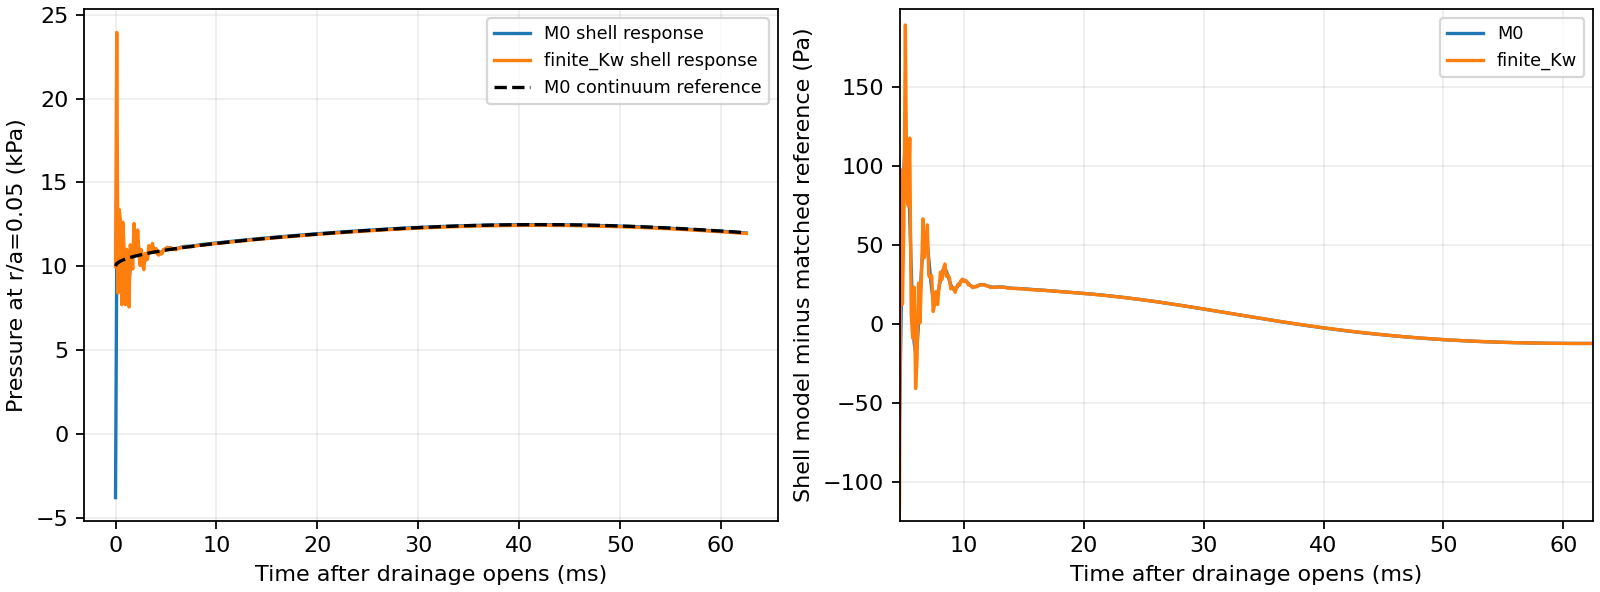 Pressure at r/a=0.05 (kPa)
25
20
15
10
5
0
−5
M0 shell response
finite_Kw shell response
M0 continuum reference
0
10
20
30
40
50
60
Time after drainage opens (ms)
Shell model minus matched reference (Pa)
150
100
50
0
−50
−100
M0
finite_Kw
10
20
30
40
50
60
Time after drainage opens (ms)